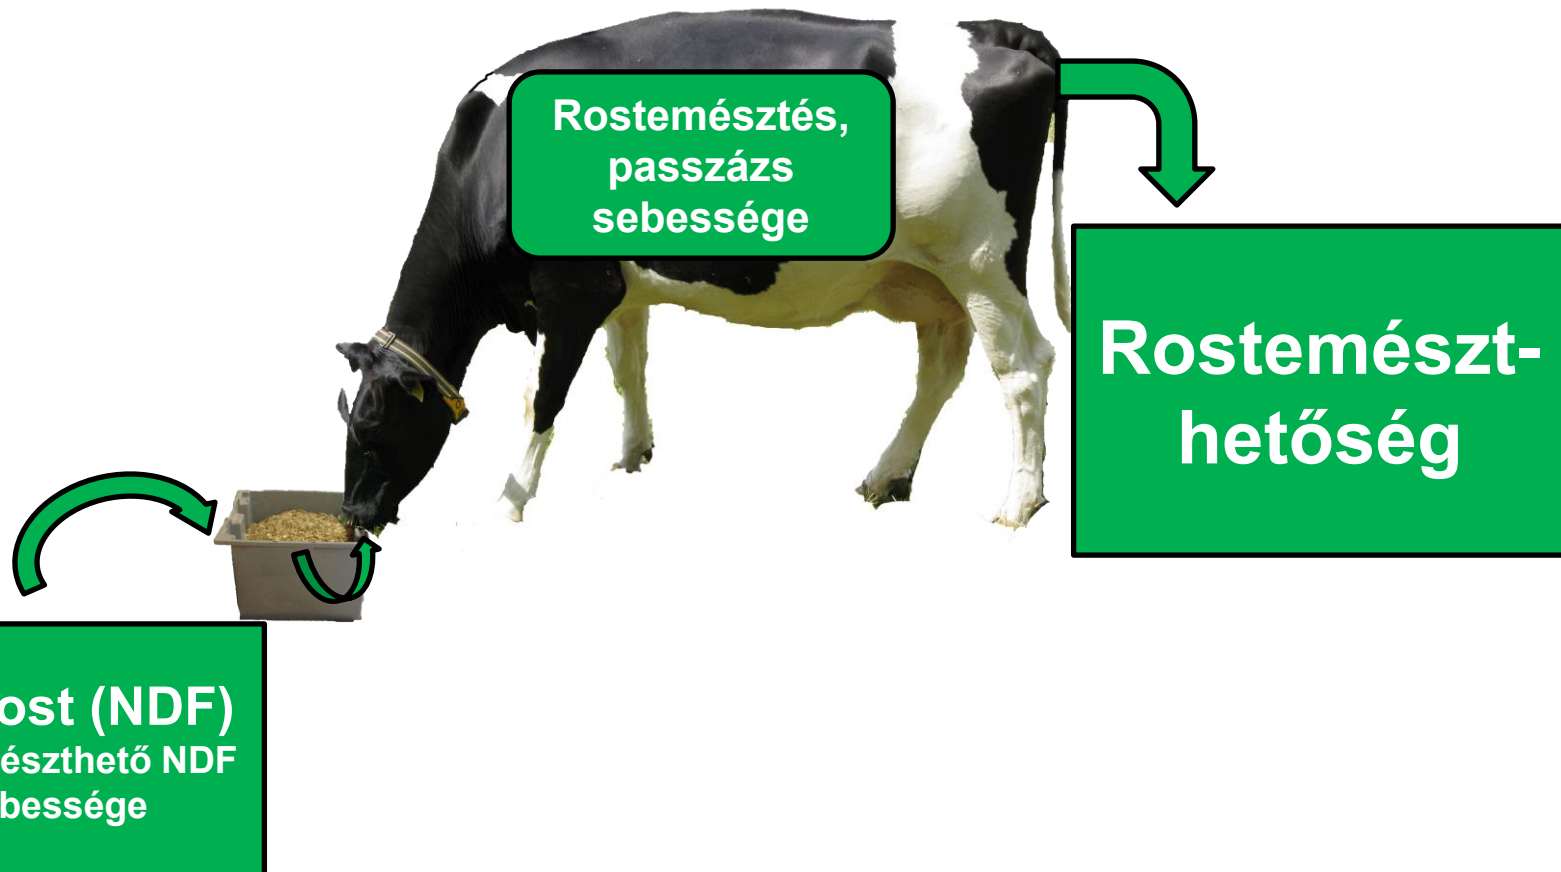 Rostemésztés,
passzázs
sebessége
Rostemészt-
hetőség
ost (NDF)
észthető NDF
bessége